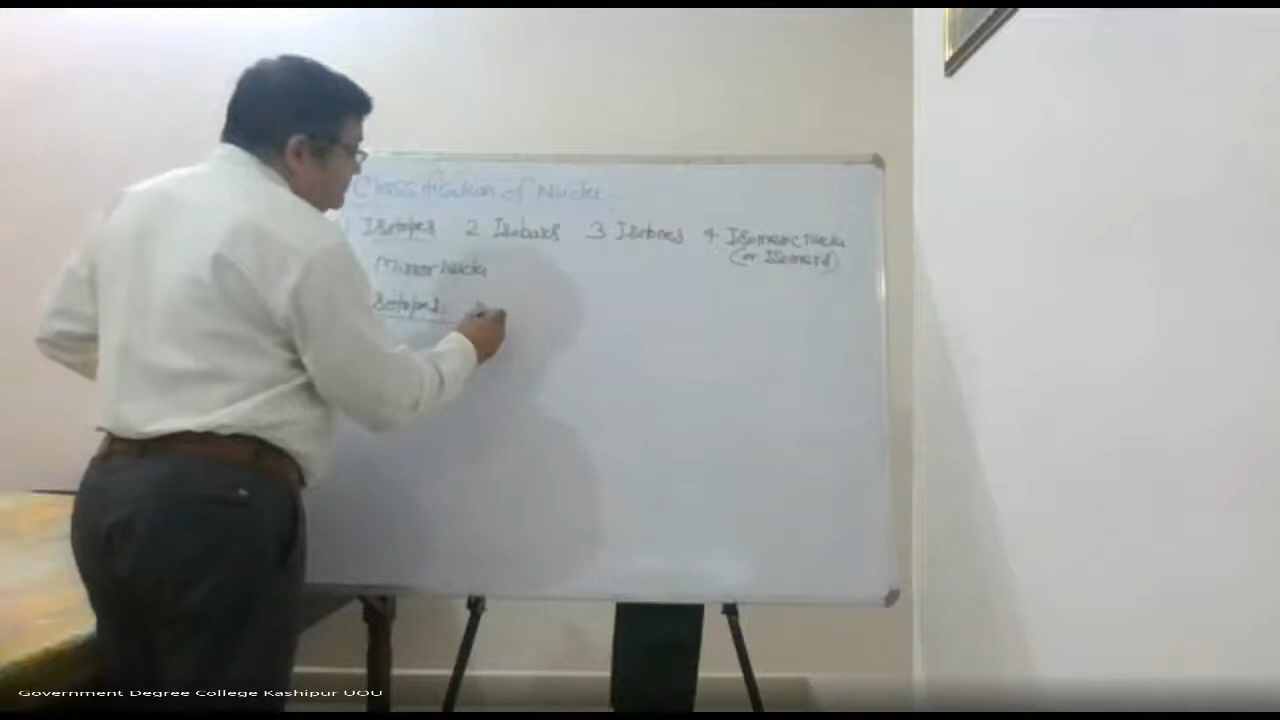 Classification of Nuclei
Isotopes 2 Isobars 3 Isotones 4. Isomeric Nuclei
(or Isomers)
Mirror Nuclei
Isotopes:
Government Degree College Kashipur UOU